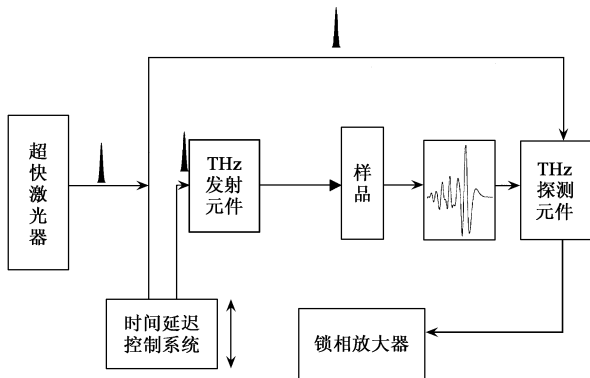 超
快
激
光
器
THz
发射
元件
样
品
THz
探测
元件
时间延迟
控制系统
锁相放大器